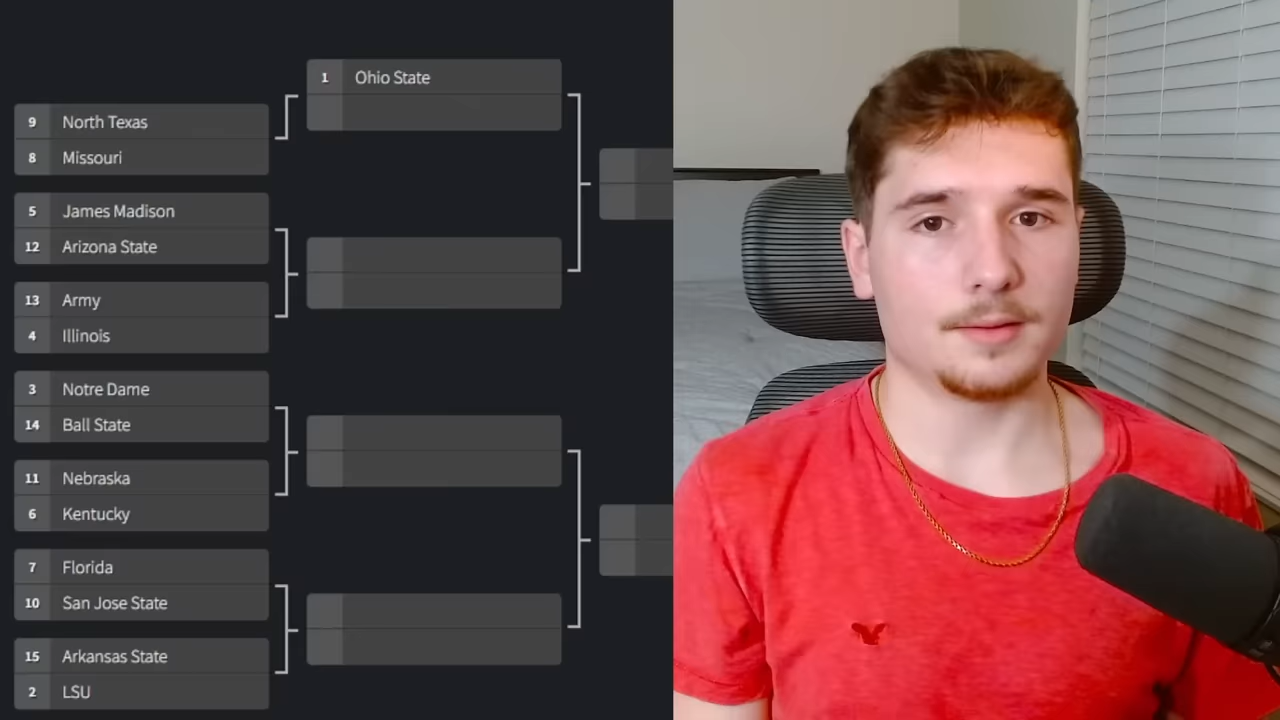 1 Ohio State
9 North Texas
8 Missouri
5 James Madison
12 Arizona State
13 Army
4 Illinois
3 Notre Dame
14 Ball State
11 Nebraska
6 Kentucky
7 Florida
10 San Jose State
15 Arkansas State
2 LSU